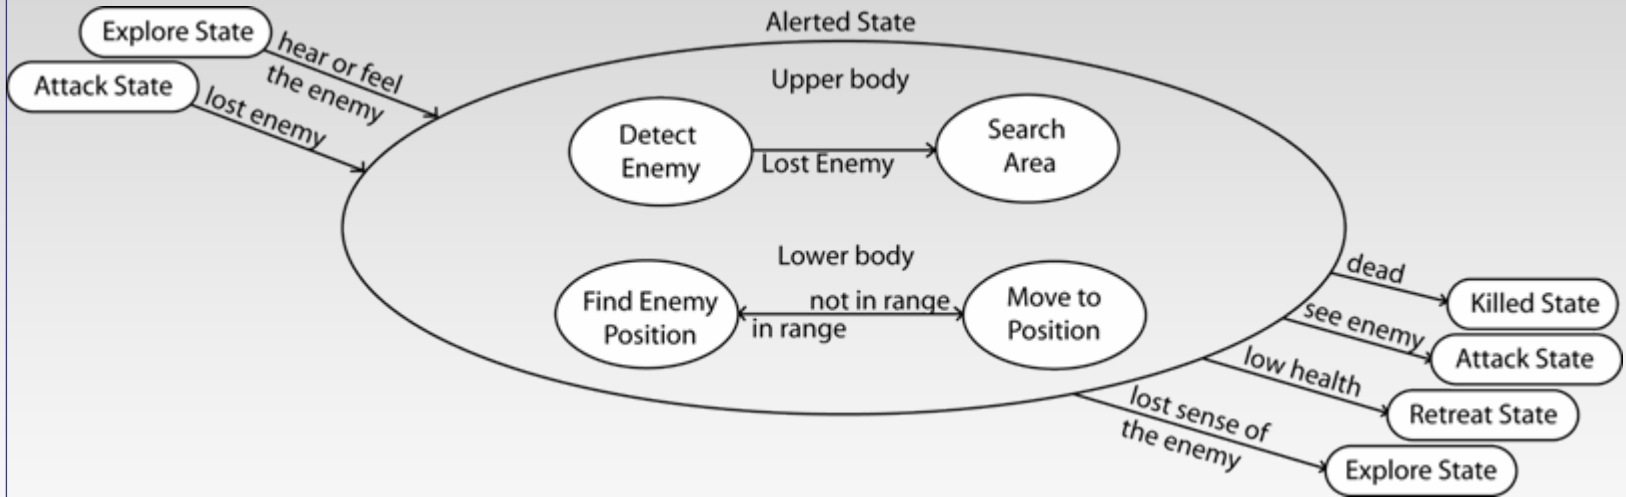 Alerted State
Explore State
hear or feel
the enemy
Attack State
lost enemy
Upper body
Detect
Enemy
Lost Enemy
Search
Area
Lower body
Find Enemy
Position
not in range
in range
Move to
Position
dead
Killed State
see enemy
Attack State
low health
Retreat State
lost sense of
the enemy
Explore State